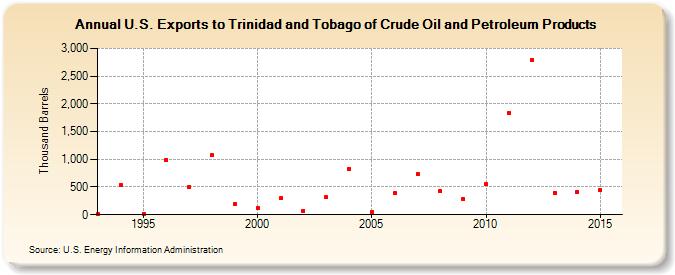 Annual U.S. Exports to Trinidad and Tobago of Crude Oil and Petroleum Products
Thousand Barrels
3,000
2,500
2,000
1,500
1,000
500
0
1995 2000 2005 2010 2015
Source: U.S. Energy Information Administration